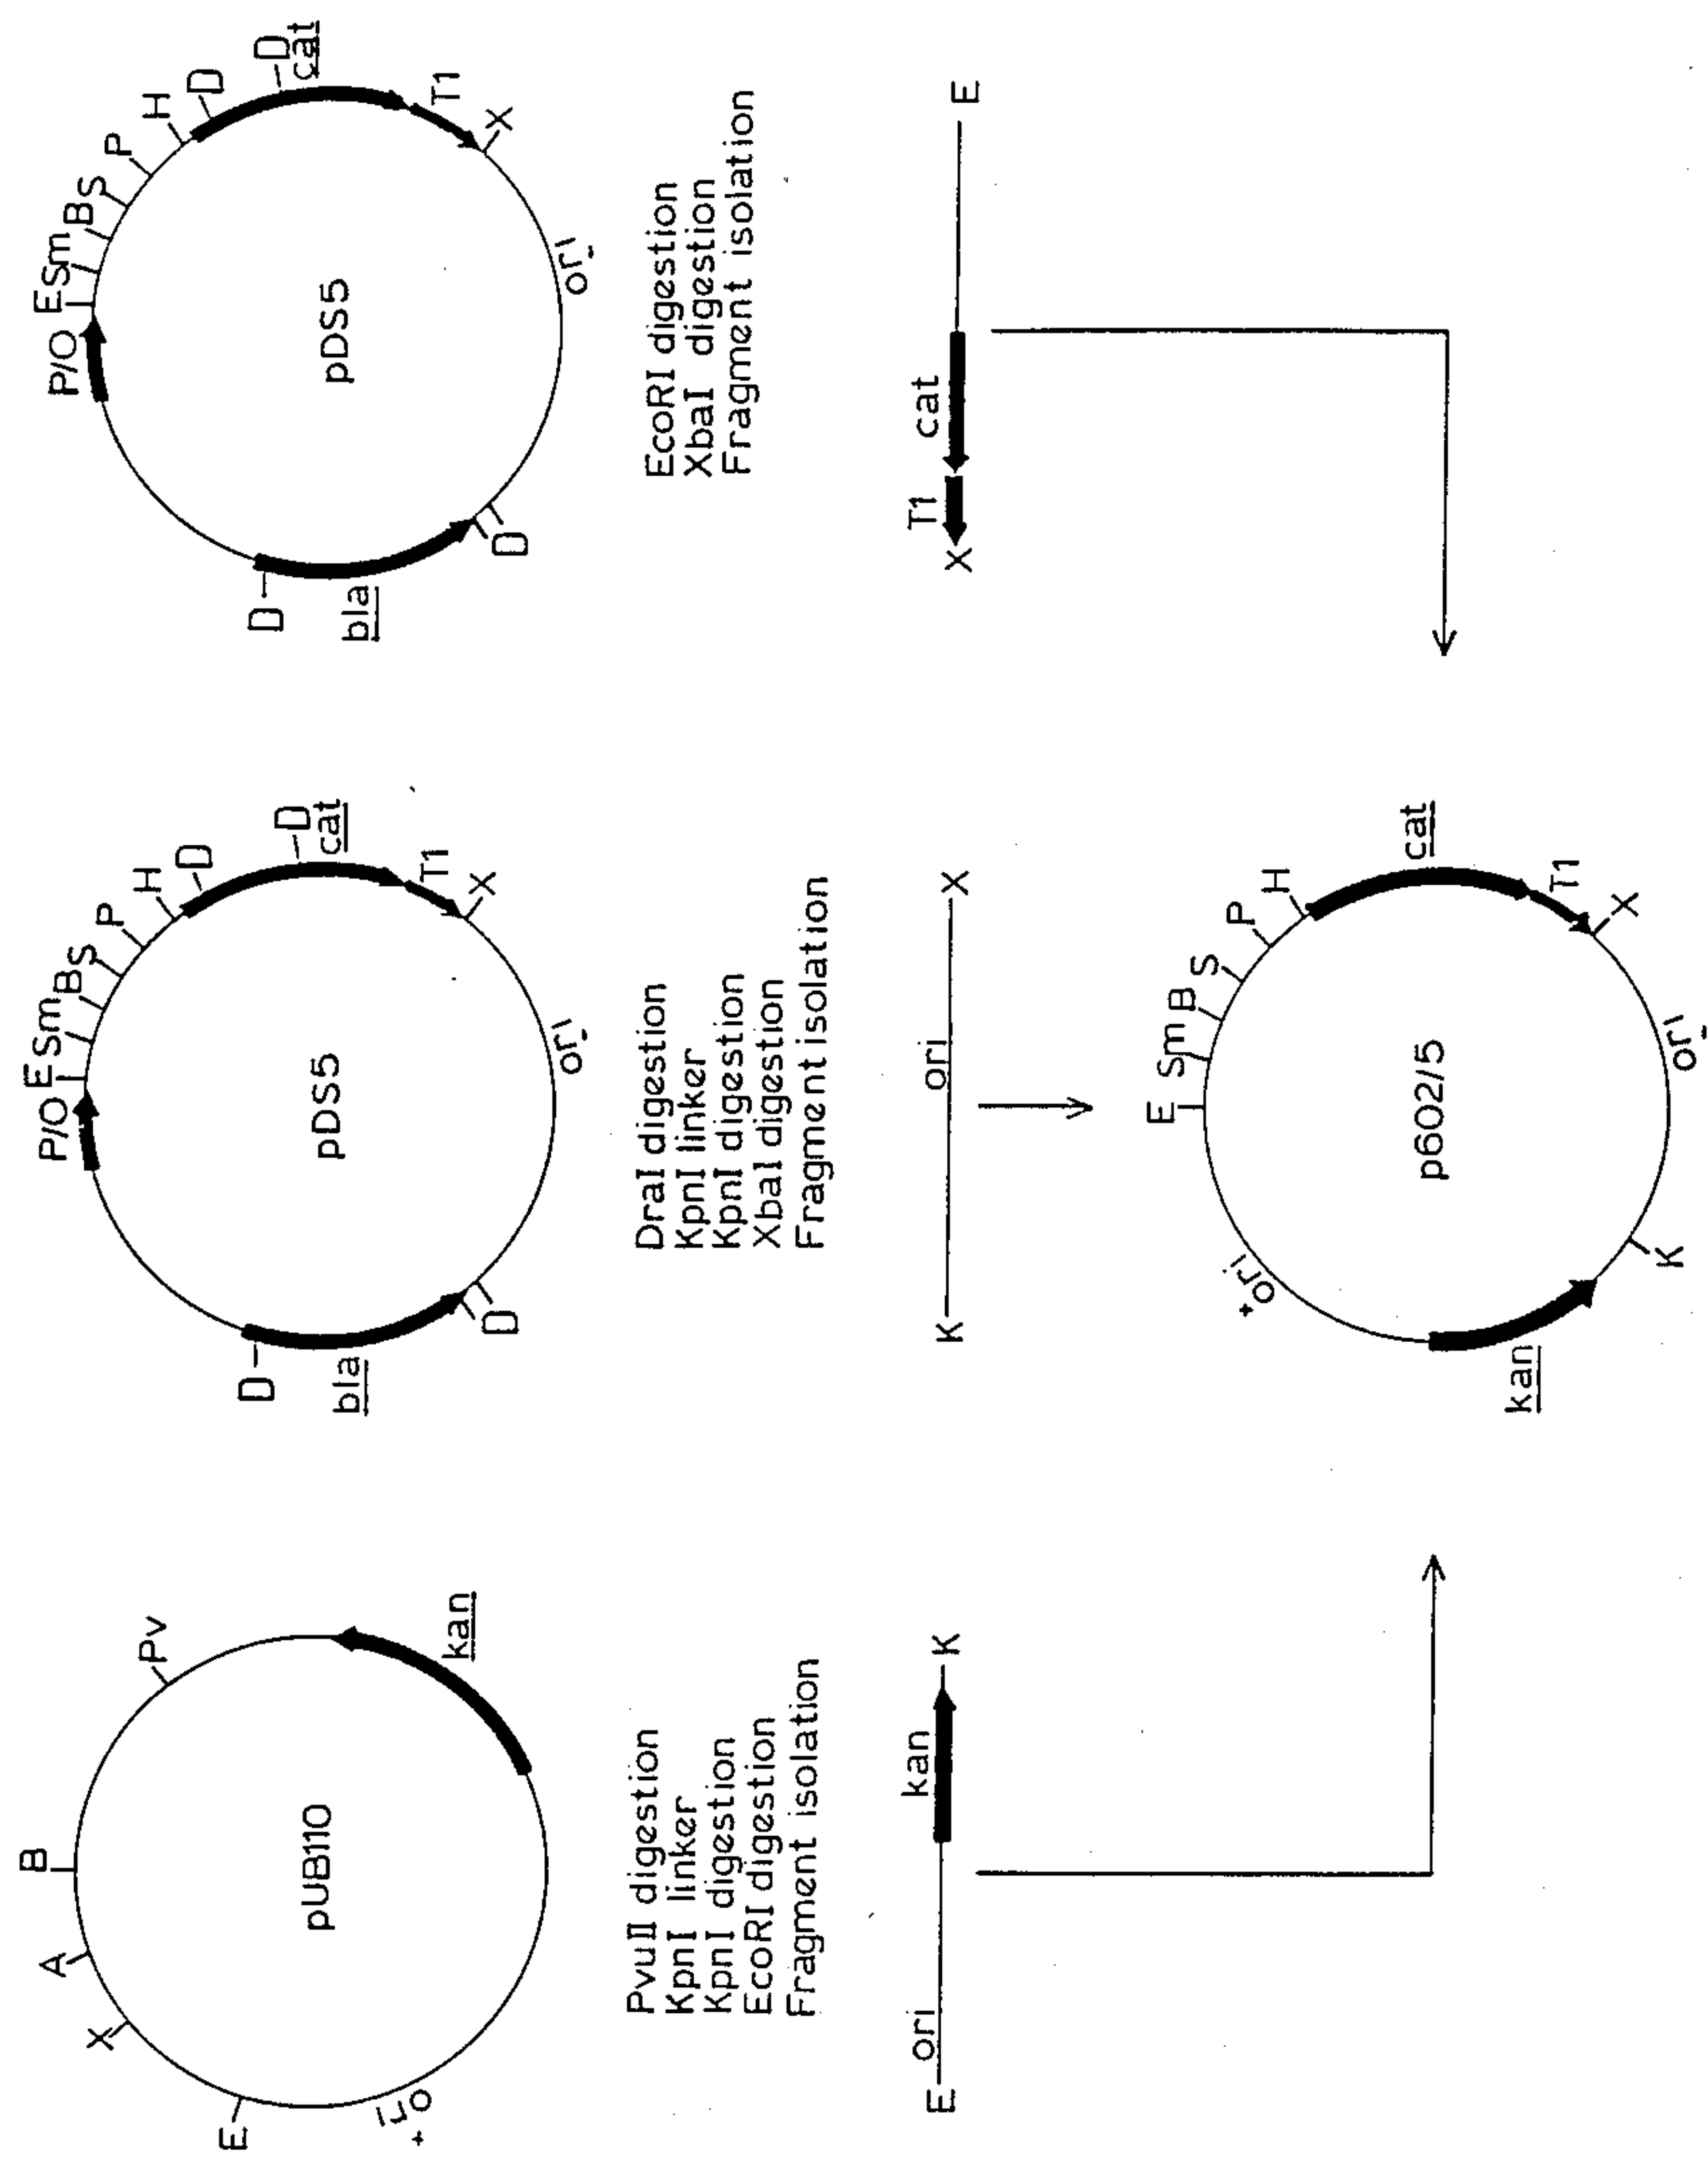 B
A
X
E
Pv
pUB110
+
ori
kan
PvuII digestion
KpnI linker
KpnI digestion
EcoRI digestion
Fragment isolation
E
ori
kan
K
P/O
E
Sm
B
S
P
H
D
D
cat
T1
X
pDS5
D
bla
D
ori
-
DraI digestion
KpnI linker
KpnI digestion
XbaI digestion
Fragment isolation
K
ori
X
P/O
E
Sm
B
S
P
H
D
D
cat
T1
X
pDS5
D
bla
D
ori
-
EcoRI digestion
XbaI digestion
Fragment isolation
X
T1
cat
E
E
Sm
B
S
P
H
cat
T1
X
p602/5
+
ori
kan
K
ori
-